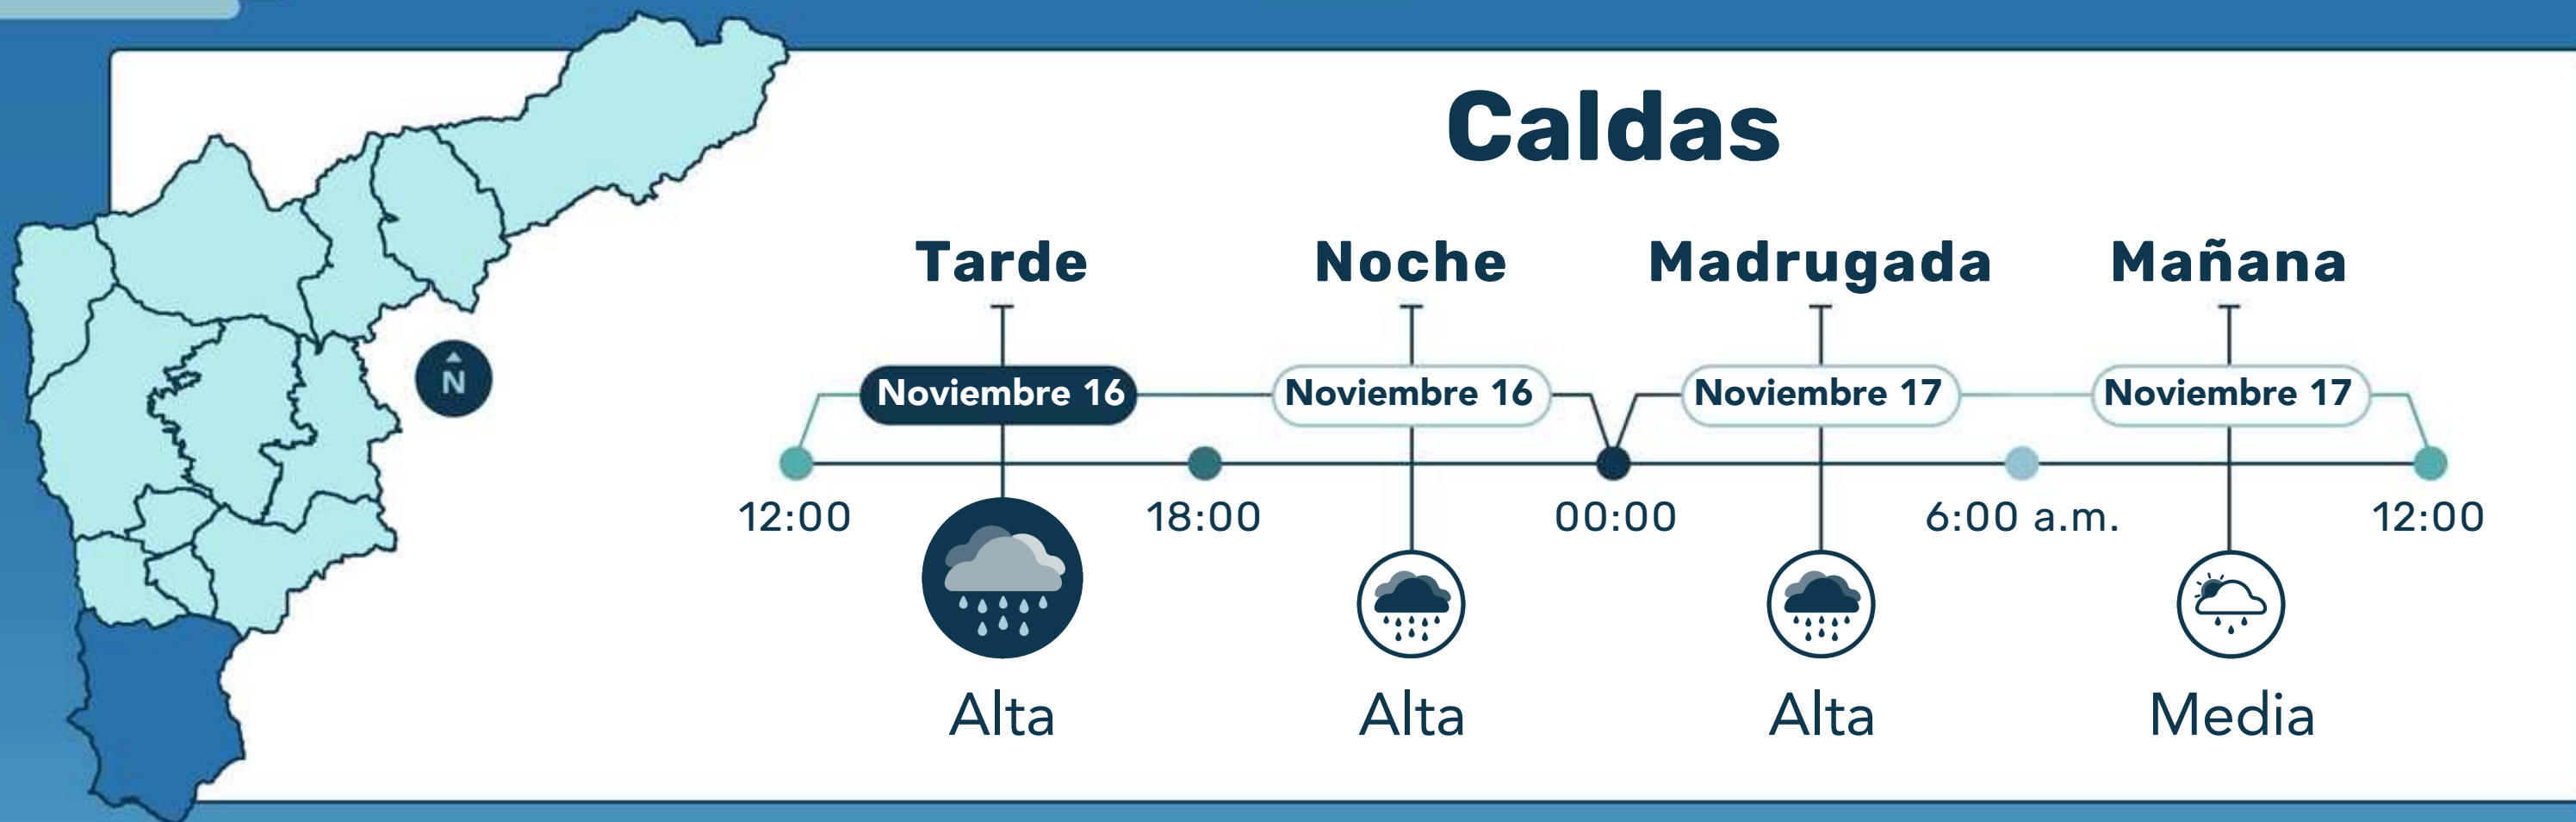 Caldas
Tarde
Noche
Madrugada
Mañana
Noviembre 16
Noviembre 16
Noviembre 17
Noviembre 17
N
12:00
18:00
00:00
6:00 a.m.
12:00
Alta
Alta
Alta
Media